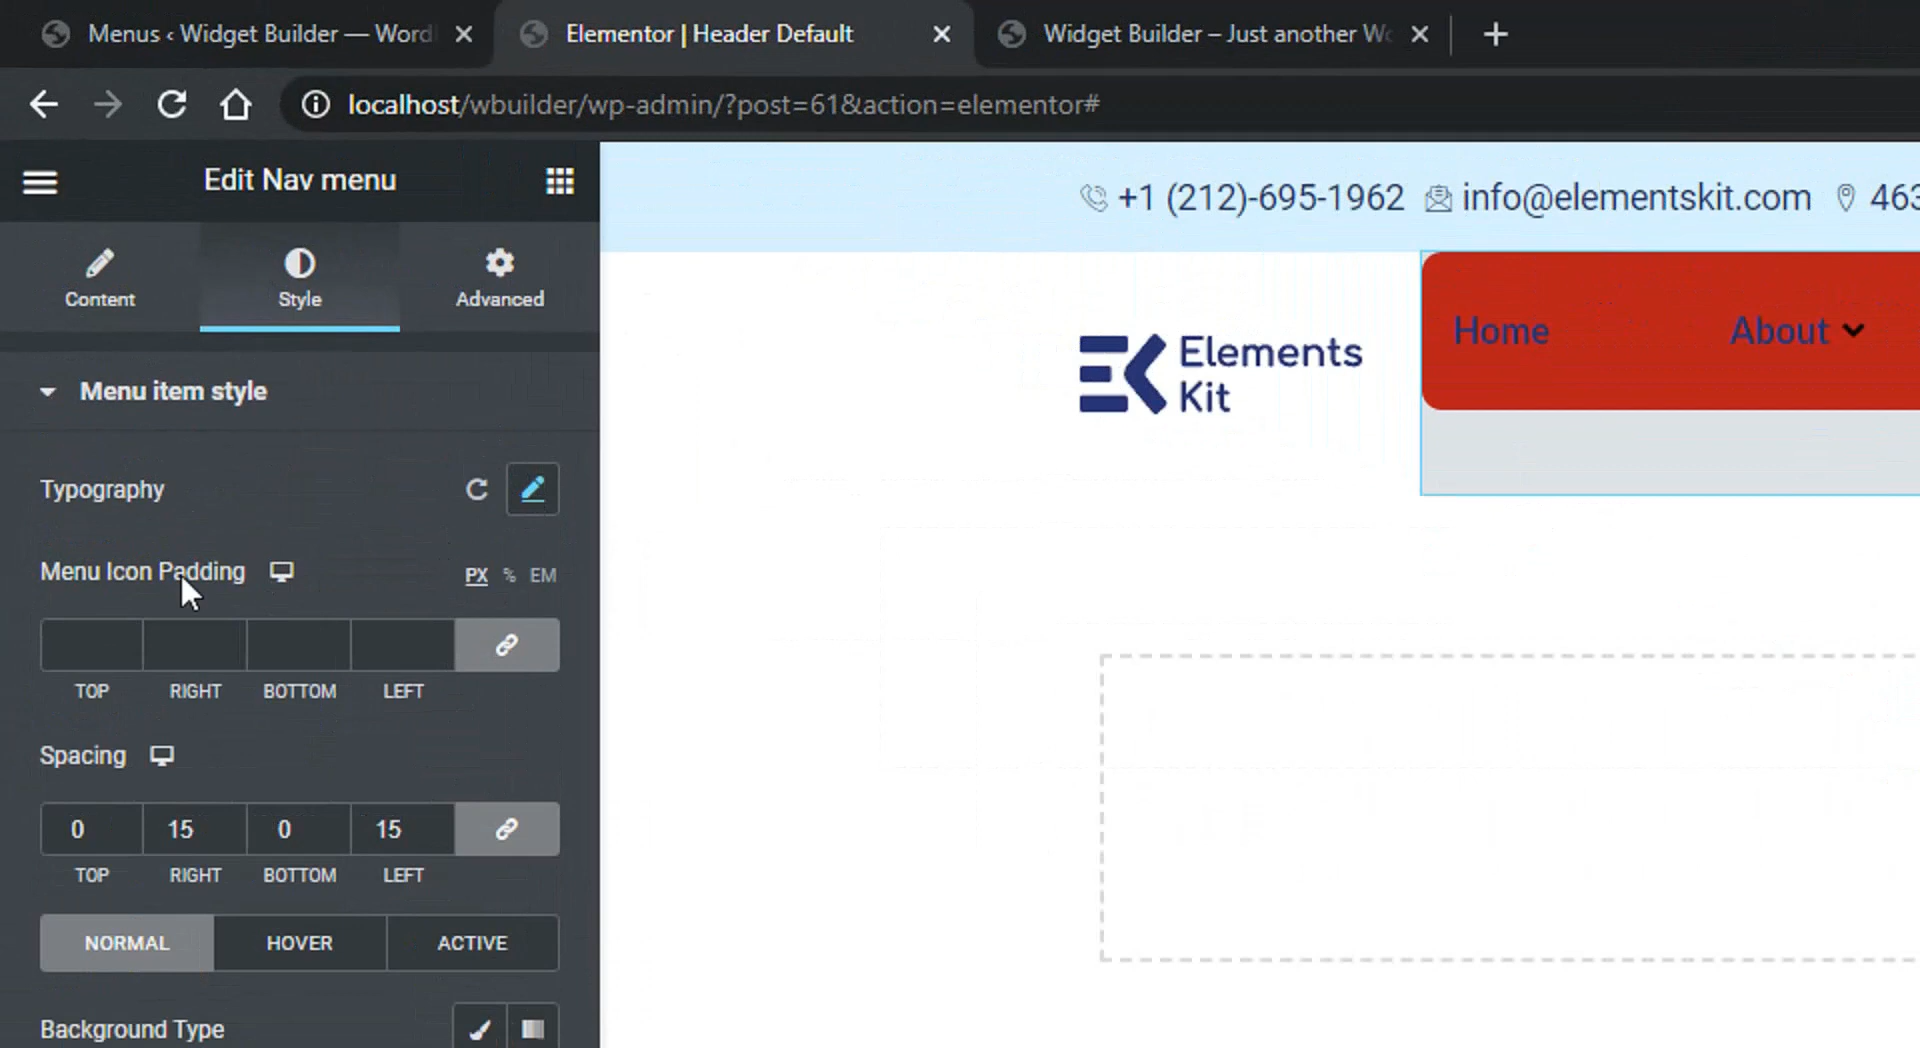 Menus ‹ Widget Builder — Word
Elementor | Header Default
Widget Builder – Just another Wo
localhost/wbuilder/wp-admin/?post=61&action=elementor#
Edit Nav menu
Content
Style
Advanced
+1 (212)-695-1962
info@elementskit.com
463
Elements
Kit
Home
About
Menu item style
Typography
Menu Icon Padding
PX % EM
TOP RIGHT BOTTOM LEFT
Spacing
0 15 0 15
TOP RIGHT BOTTOM LEFT
NORMAL HOVER ACTIVE
Background Type